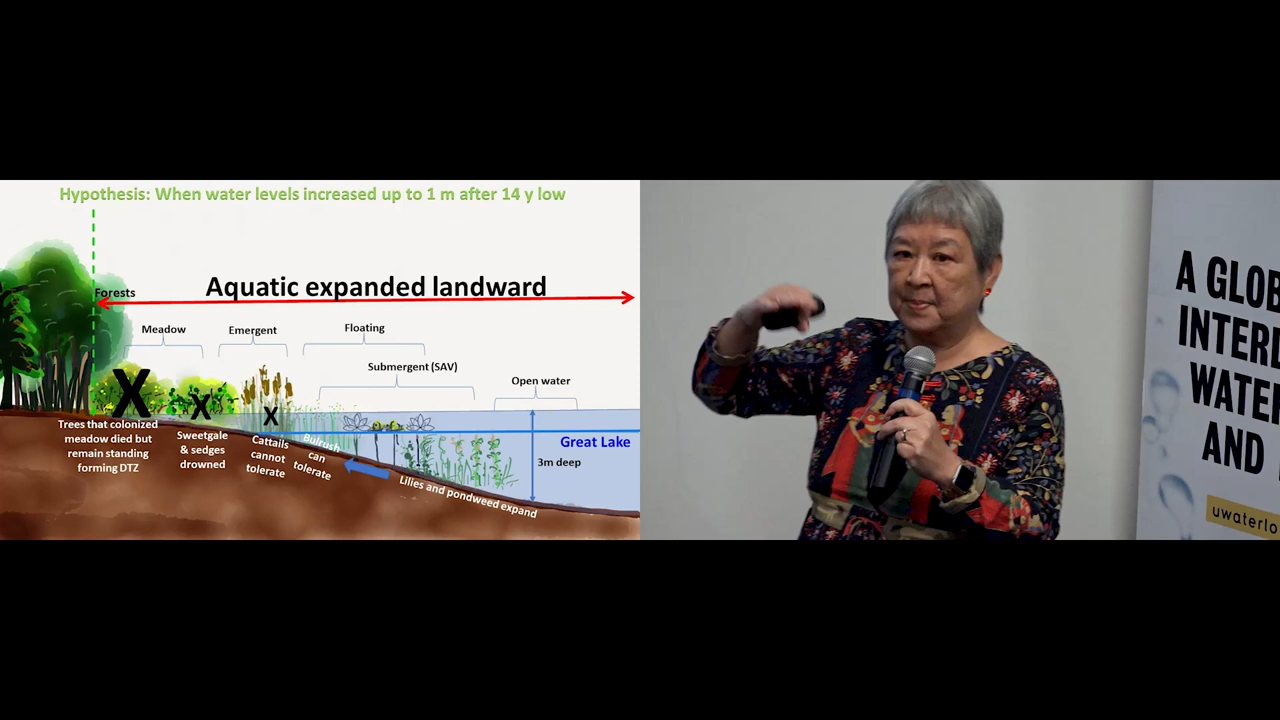 Hypothesis: When water levels increased up to 1 m after 14 y low
Forests
Aquatic expanded landward
Meadow
Emergent
Floating
Submergent (SAV)
Open water
X
X
X
Great Lake
3m deep
Trees that colonized
meadow died but
remain standing
forming DTZ
Sweetgale
& sedges
drowned
Cattails
cannot
tolerate
Bulrush
can
tolerate
Lilies and pondweed expand
A GLOB
INTERD
WATER
AND
uwaterlo